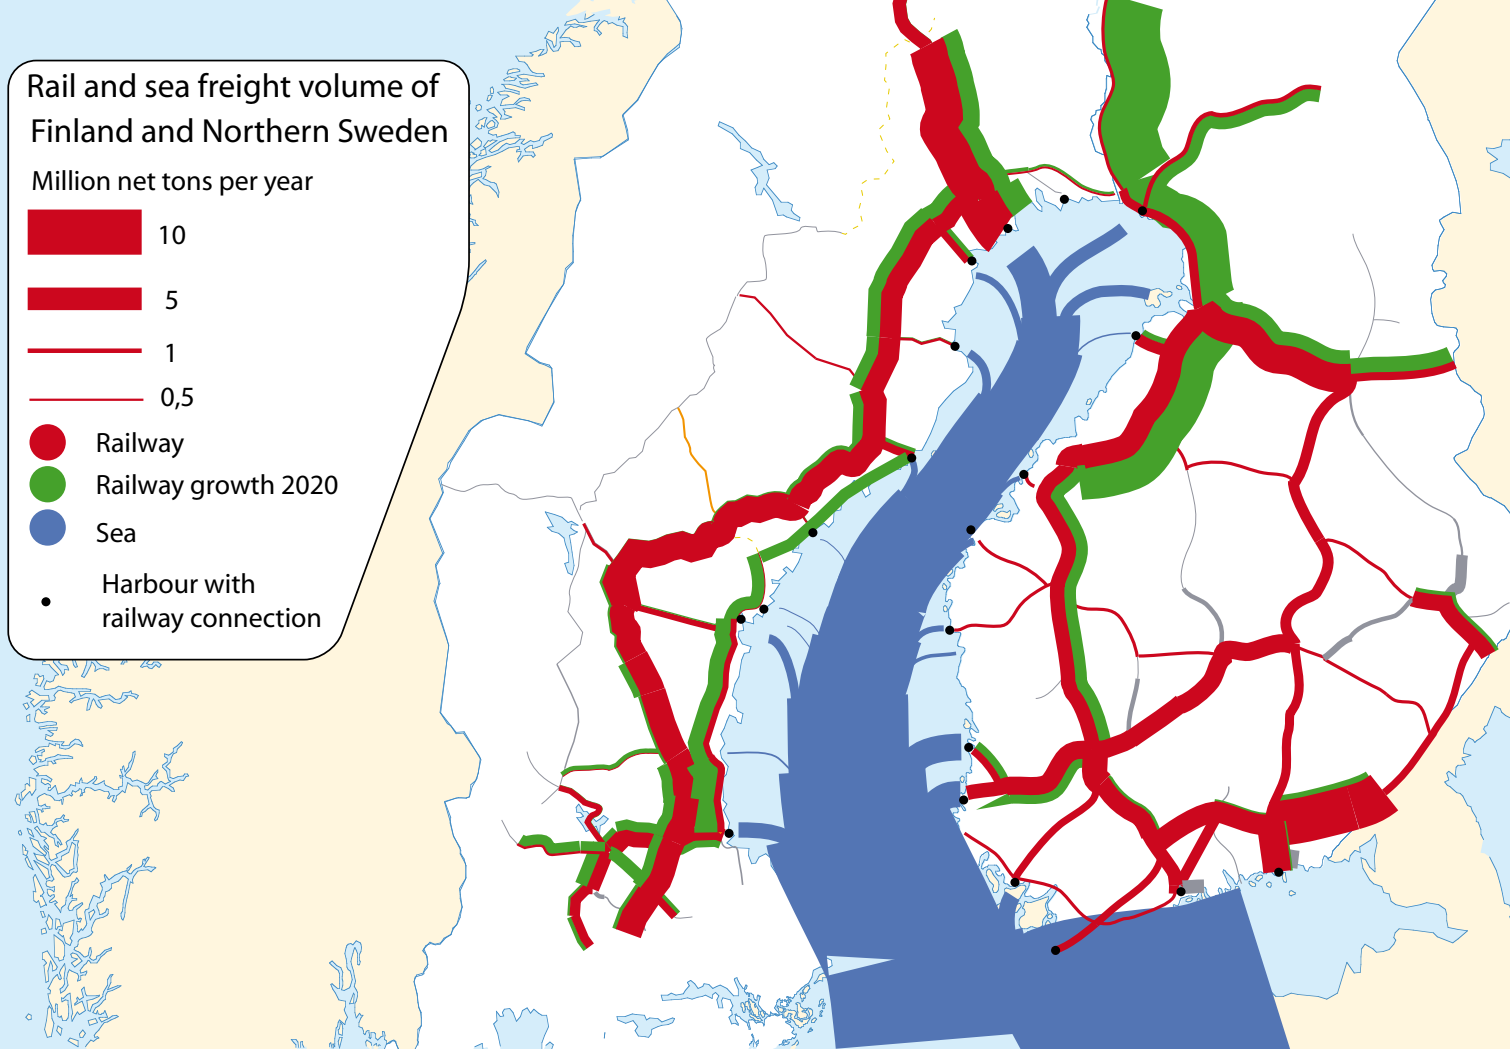 Rail and sea freight volume of
Finland and Northern Sweden
Million net tons per year
10
5
1
0,5
Railway
Railway growth 2020
Sea
Harbour with
railway connection